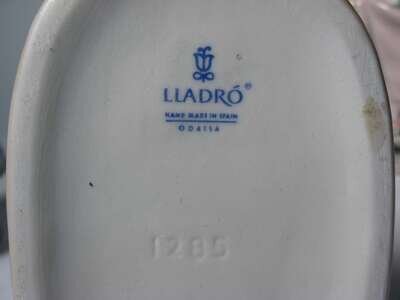 LLADRÓ®
HAND MADE IN SPAIN
ODAISA
1285